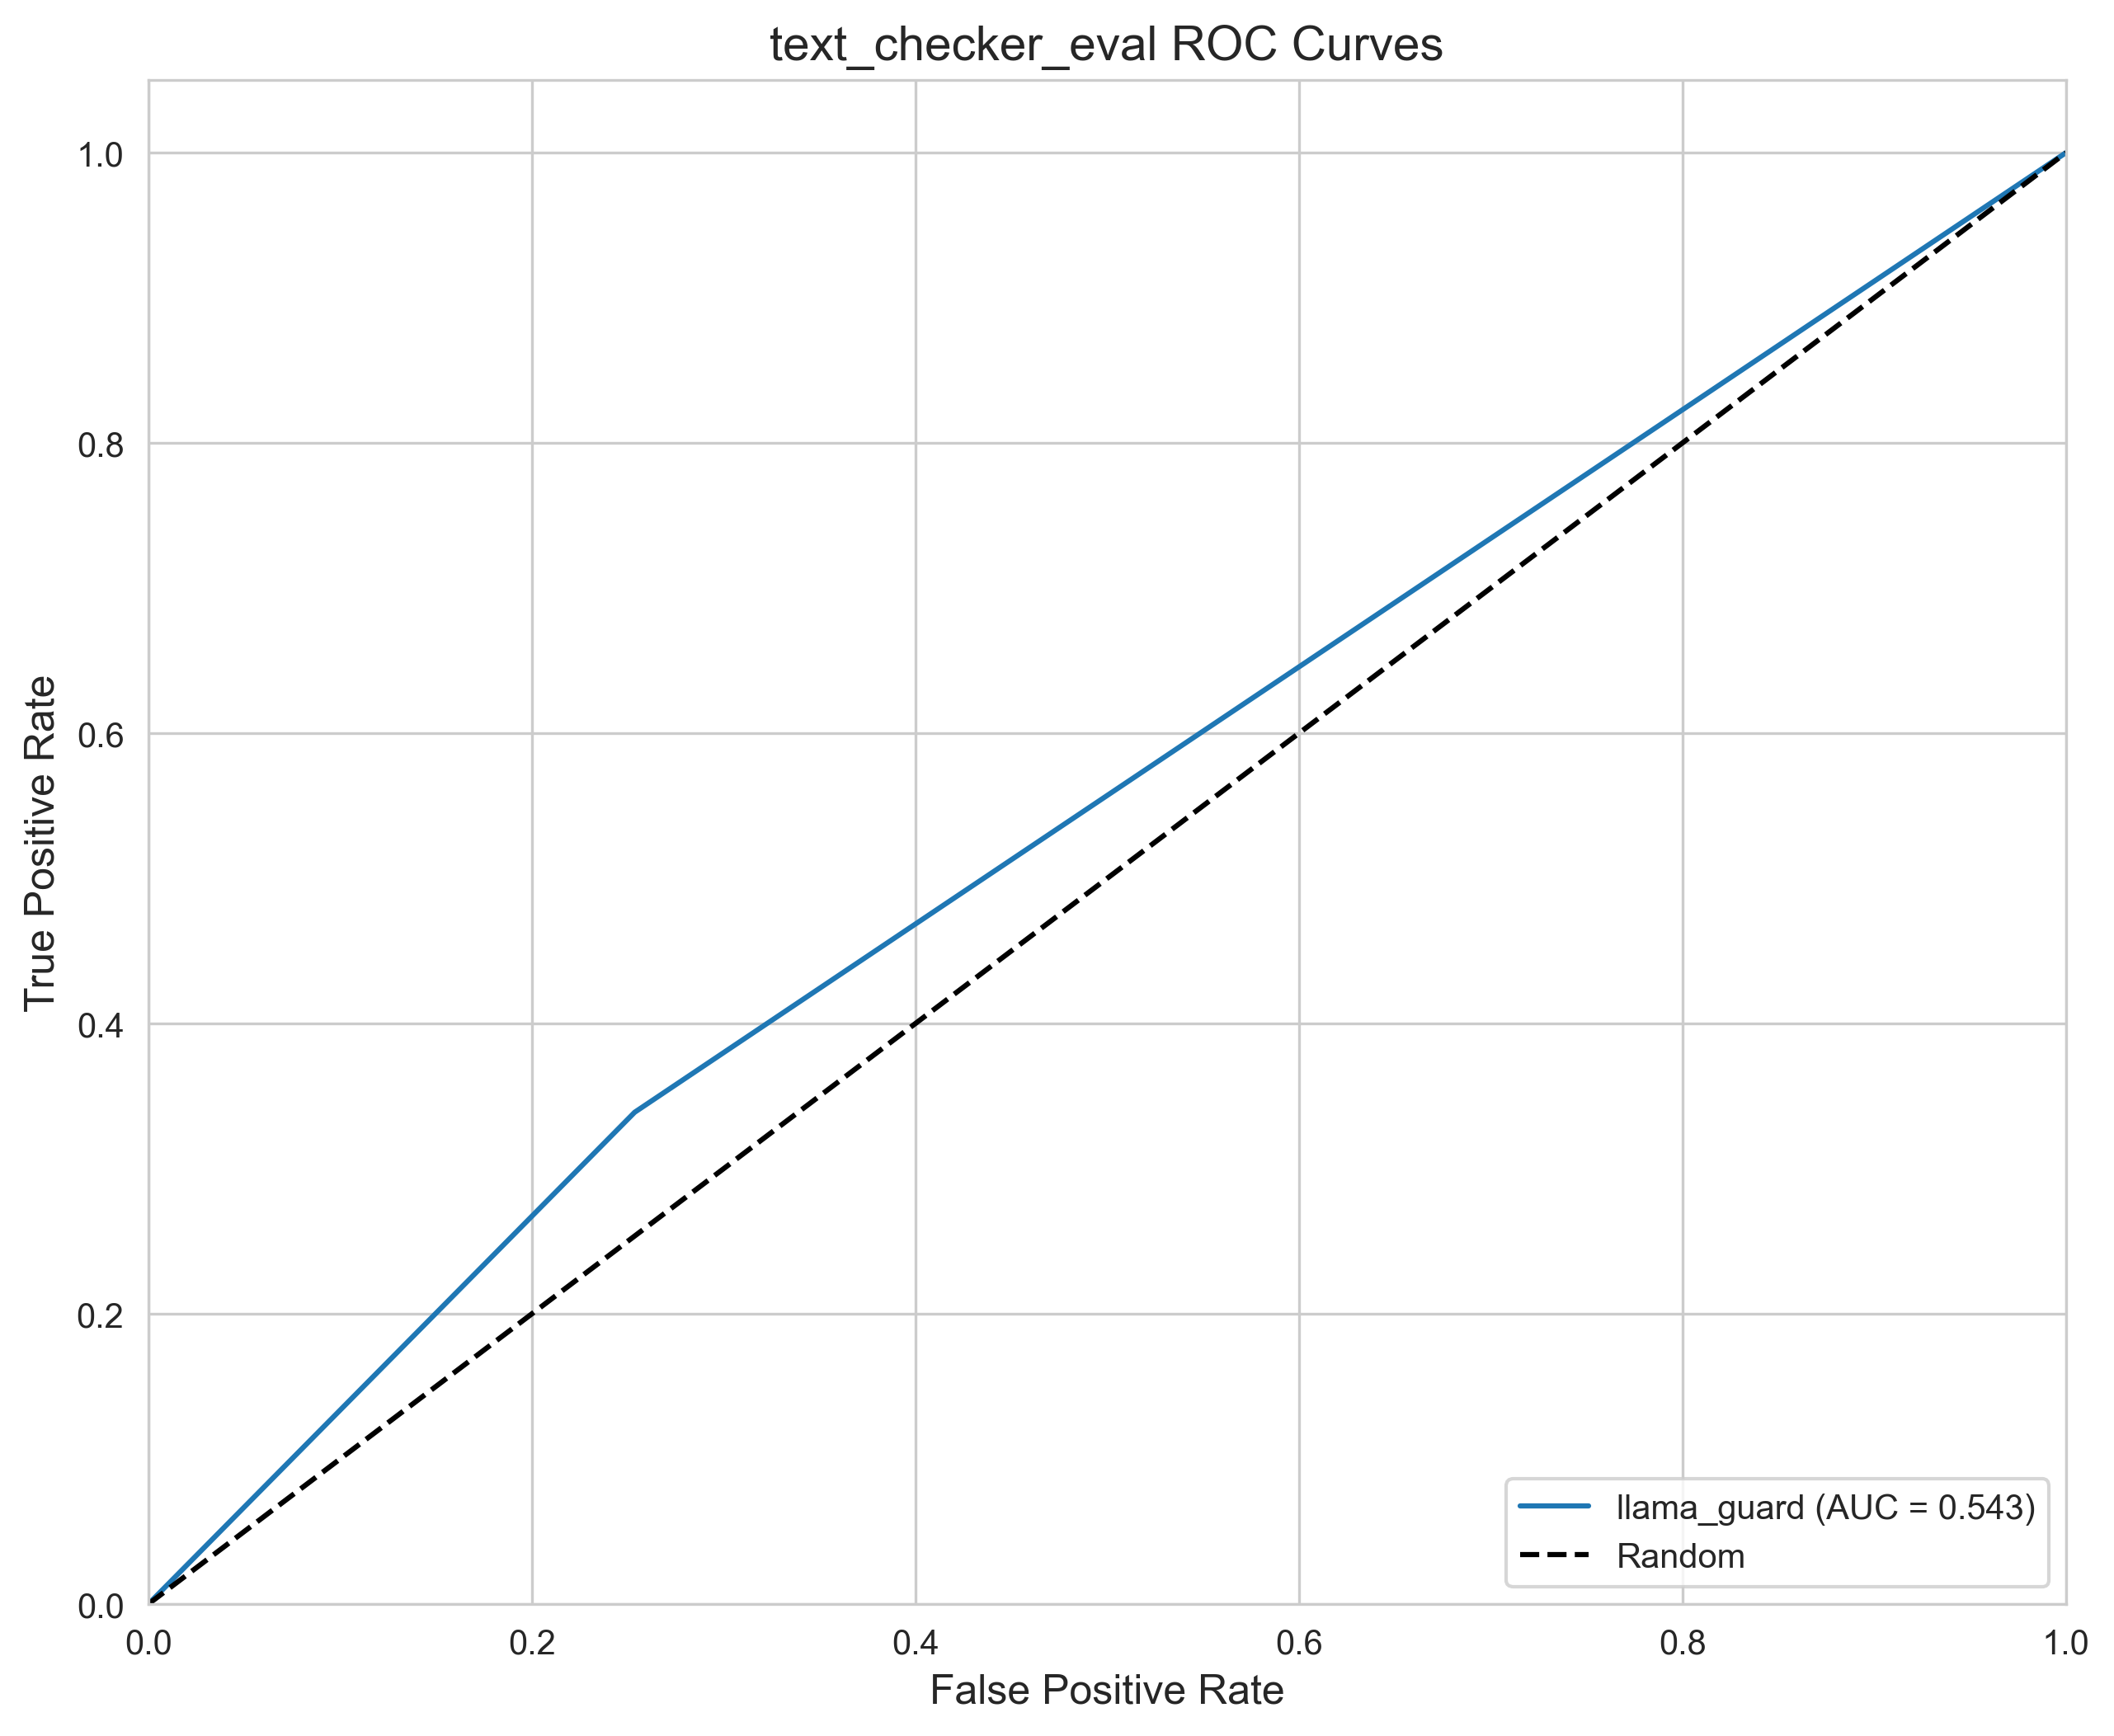 text_checker_eval ROC Curves
1.0
0.8
0.6
0.4
0.2
0.0
True Positive Rate
0.0 0.2 0.4 0.6 0.8 1.0
False Positive Rate
llama_guard (AUC = 0.543)
Random